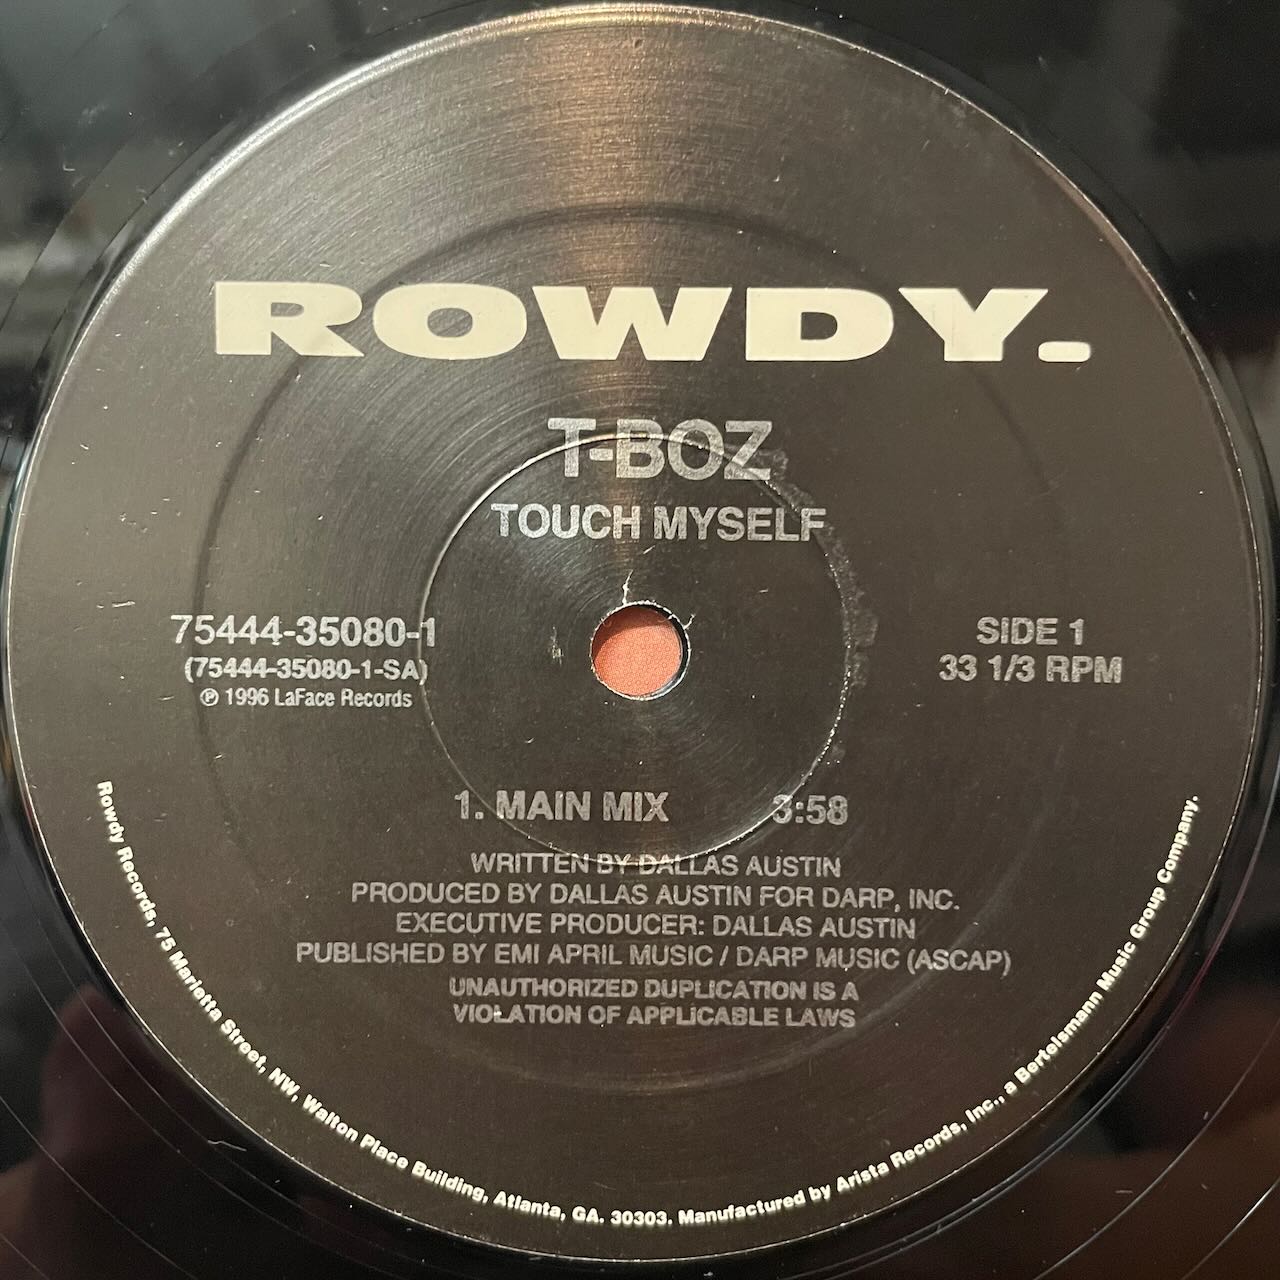 ROWDY.
T-BOZ
TOUCH MYSELF
75444-35080-1
(75444-35080-1-SA)
℗ 1996 LaFace Records
SIDE 1
33 1/3 RPM
1. MAIN MIX 3:58
WRITTEN BY DALLAS AUSTIN
PRODUCED BY DALLAS AUSTIN FOR DARP, INC.
EXECUTIVE PRODUCER: DALLAS AUSTIN
PUBLISHED BY EMI APRIL MUSIC / DARP MUSIC (ASCAP)
UNAUTHORIZED DUPLICATION IS A
VIOLATION OF APPLICABLE LAWS
Rowdy Records, 75 Marietta Street, NW, Walton Place Building, Atlanta, GA. 30303. Manufactured by Arista Records, Inc., a Bertelsmann Music Group Company.